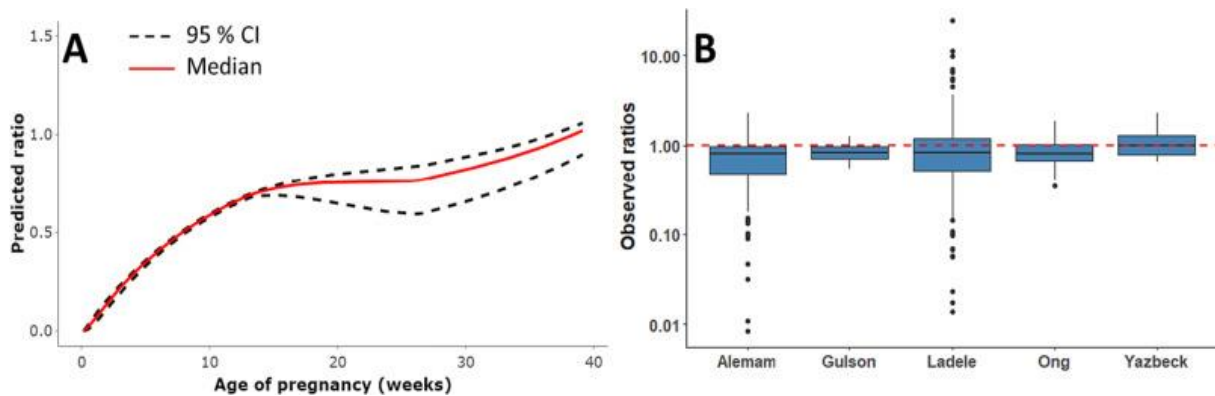 A
95 % CI
Median
Predicted ratio
1.5
1.0
0.5
0.0
0
10
20
30
40
Age of pregnancy (weeks)
B
Observed ratios
10.00
1.00
0.10
0.01
Alemam
Gulson
Ladele
Ong
Yazbeck